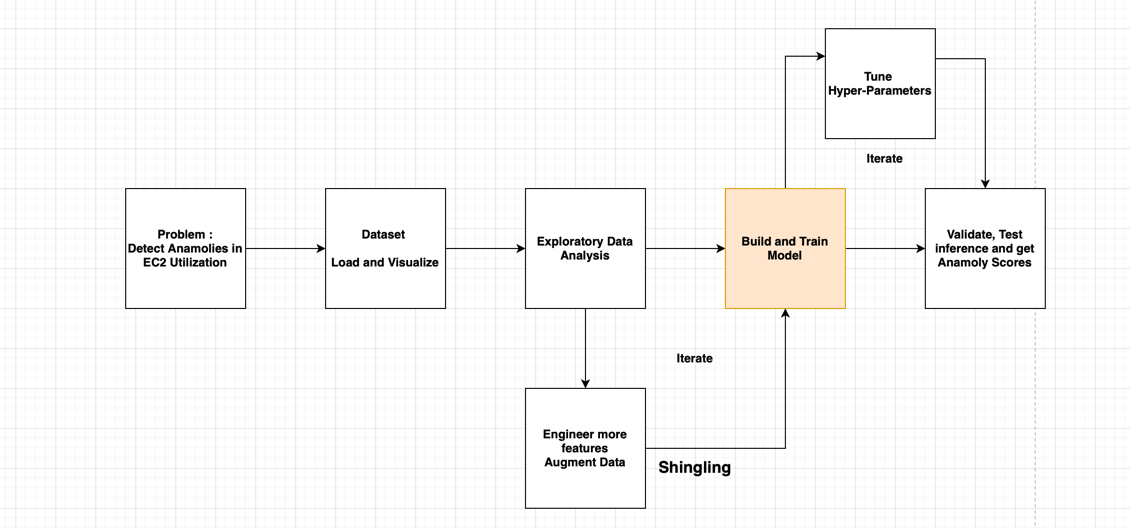 Tune
Hyper-Parameters
Iterate
Problem :
Detect Anamolies in
EC2 Utilization
Dataset
Load and Visualize
Exploratory Data
Analysis
Build and Train
Model
Validate, Test
inference and get
Anamoly Scores
Iterate
Engineer more
features
Augment Data
Shingling